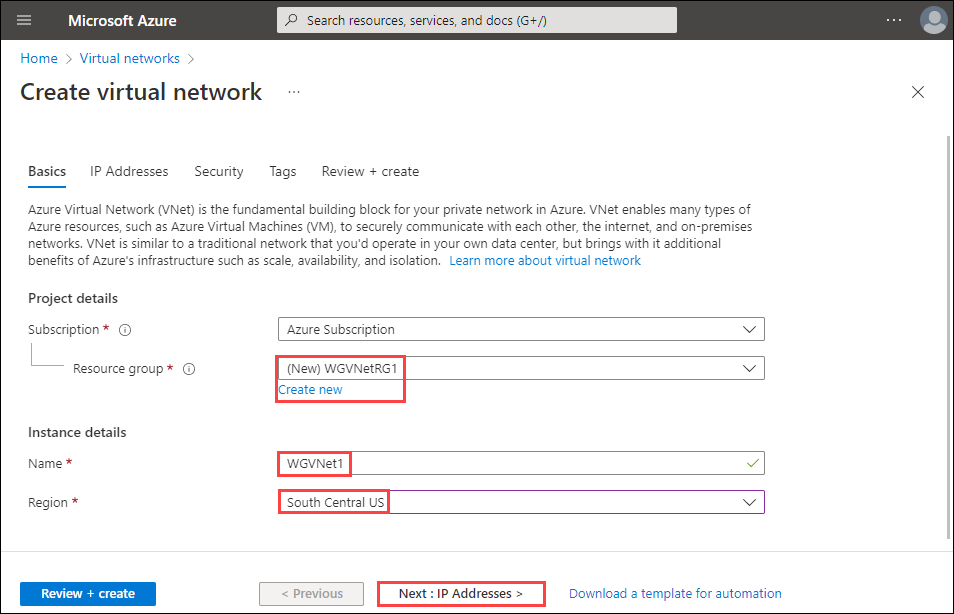 Microsoft Azure
Search resources, services, and docs (G+/)
Home > Virtual networks >
Create virtual network ...
Basics IP Addresses Security Tags Review + create
Azure Virtual Network (VNet) is the fundamental building block for your private network in Azure. VNet enables many types of
Azure resources, such as Azure Virtual Machines (VM), to securely communicate with each other, the internet, and on-premises
networks. VNet is similar to a traditional network that you'd operate in your own data center, but brings with it additional
benefits of Azure's infrastructure such as scale, availability, and isolation. Learn more about virtual network
Project details
Subscription * Azure Subscription
Resource group * (New) WGVNetRG1
Create new
Instance details
Name * WGVNet1
Region * South Central US
Review + create < Previous Next : IP Addresses > Download a template for automation